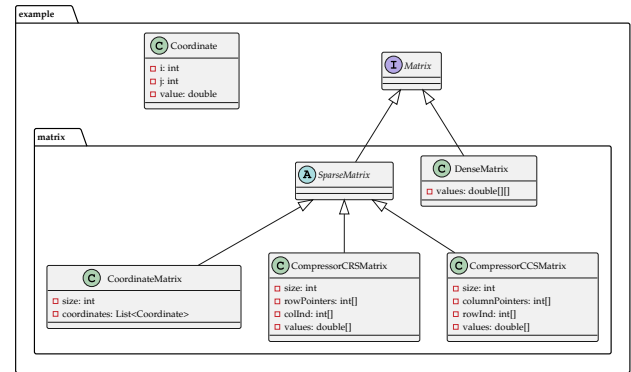 example
C Coordinate
i: int
j: int
value: double
I Matrix
matrix
A SparseMatrix
C DenseMatrix
values: double[][]
C CoordinateMatrix
size: int
coordinates: List<Coordinate>
C CompressorCRSMatrix
size: int
rowPointers: int[]
colInd: int[]
values: double[]
C CompressorCCSMatrix
size: int
columnPointers: int[]
rowInd: int[]
values: double[]